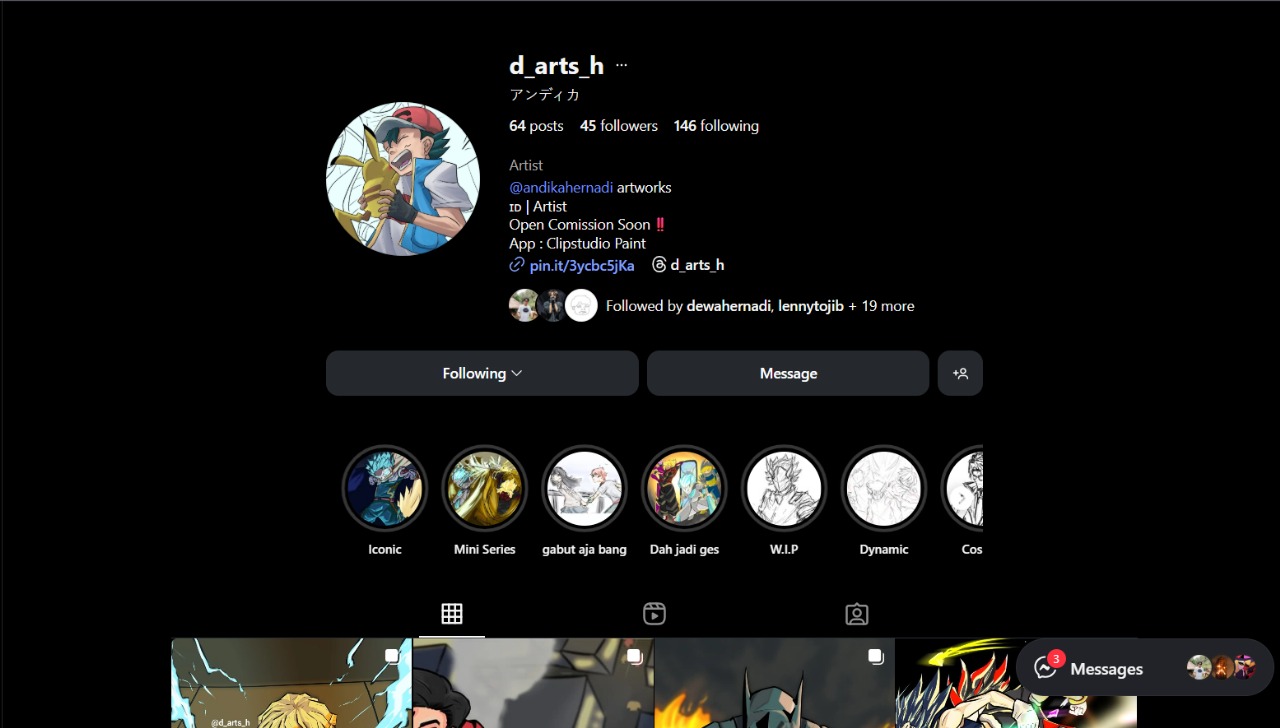 d_arts_h ...
アンディカ
64 posts 45 followers 146 following
Artist
@andikahernadi artworks
ɪᴅ | Artist
Open Comission Soon ‼️
App : Clipstudio Paint
pin.it/3ycbc5jKa d_arts_h
Followed by dewahernadi, lennytojib + 19 more
Following Message
Iconic Mini Series gabut aja bang Dah jadi ges W.I.P Dynamic Cos
3
Messages
@d_arts_h